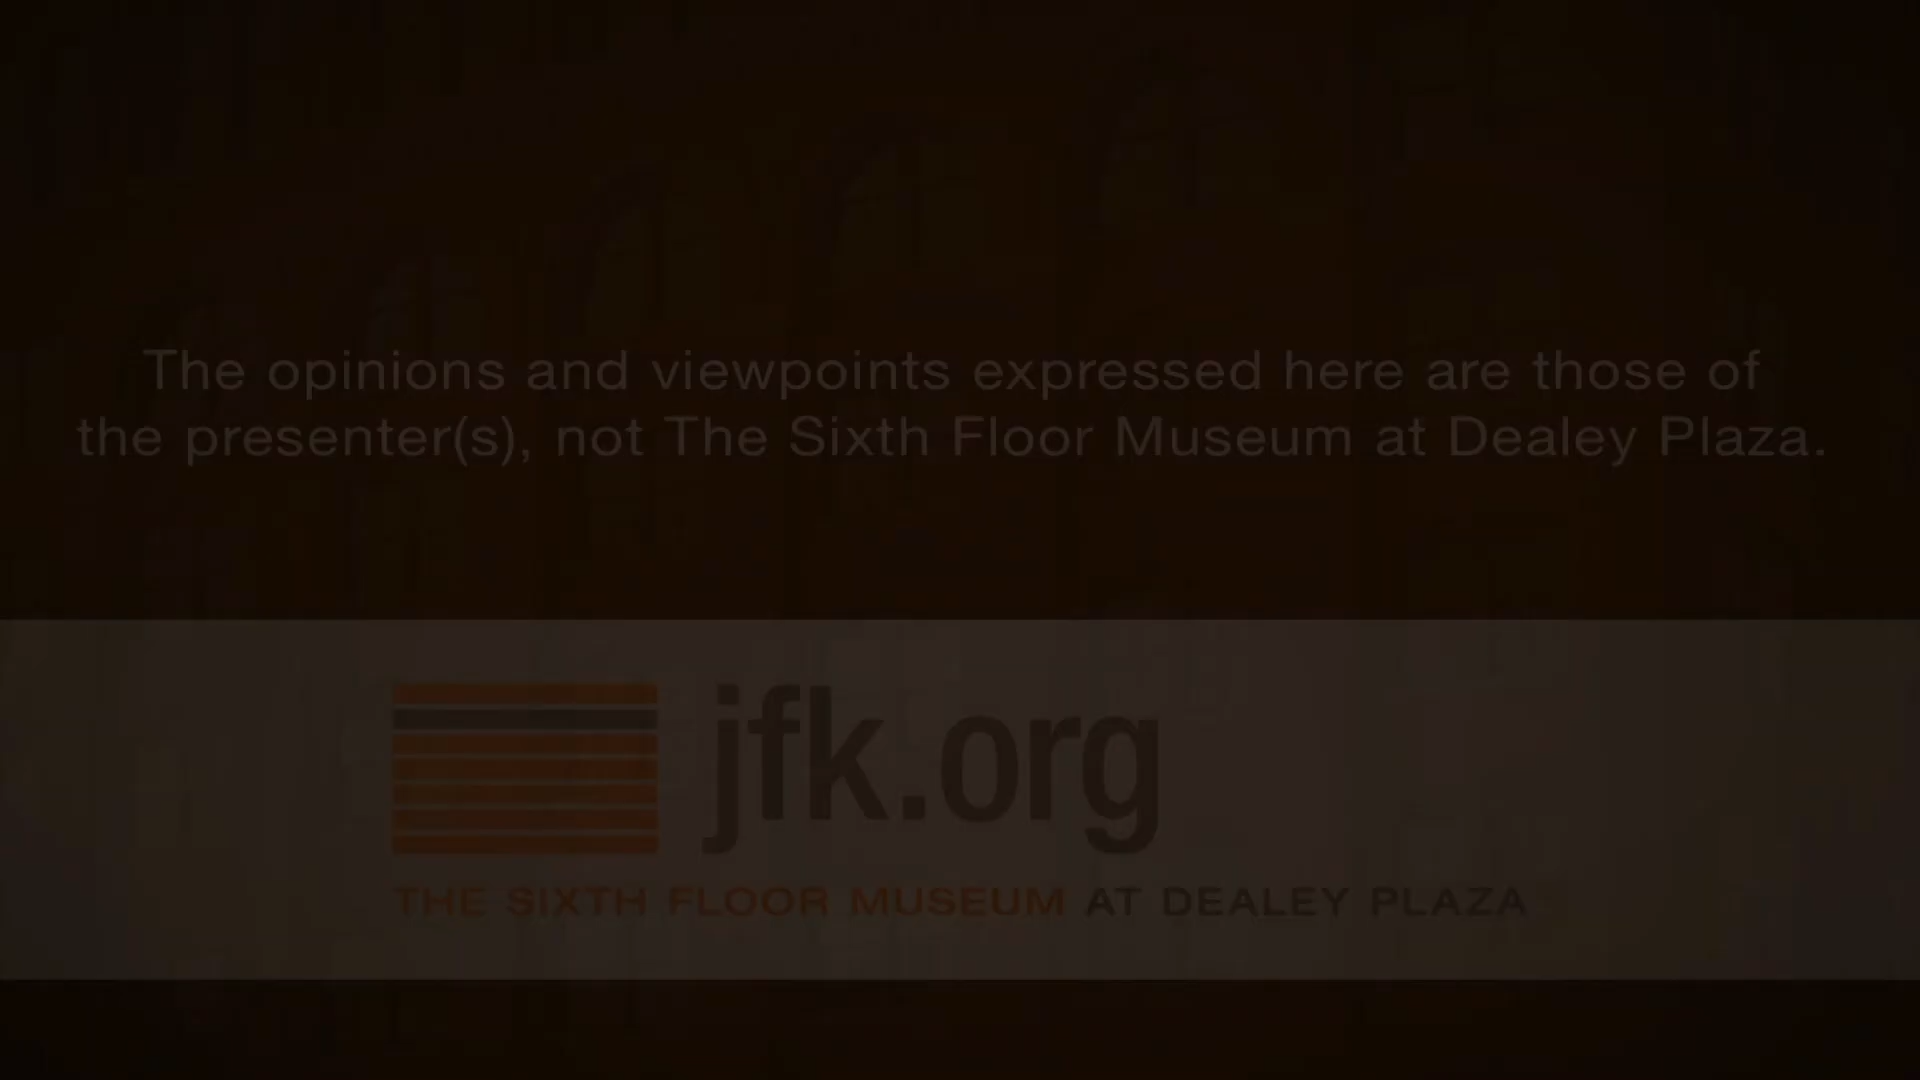 The opinions and viewpoints expressed here are those of
the presenter(s), not The Sixth Floor Museum at Dealey Plaza.
jfk.org
THE SIXTH FLOOR MUSEUM AT DEALEY PLAZA